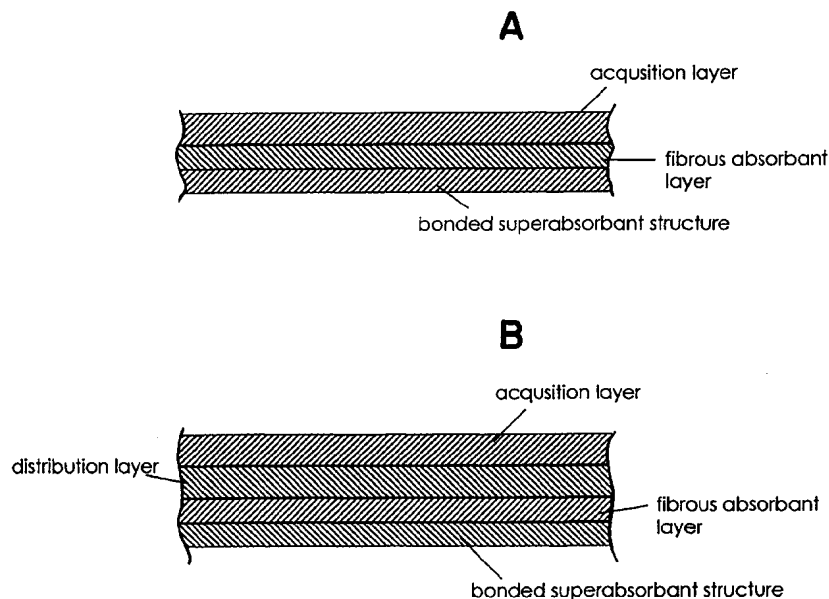 A
acqusition layer
fibrous absorbant
layer
bonded superabsorbant structure
B
acqusition layer
distribution layer
fibrous absorbant
layer
bonded superabsorbant structure